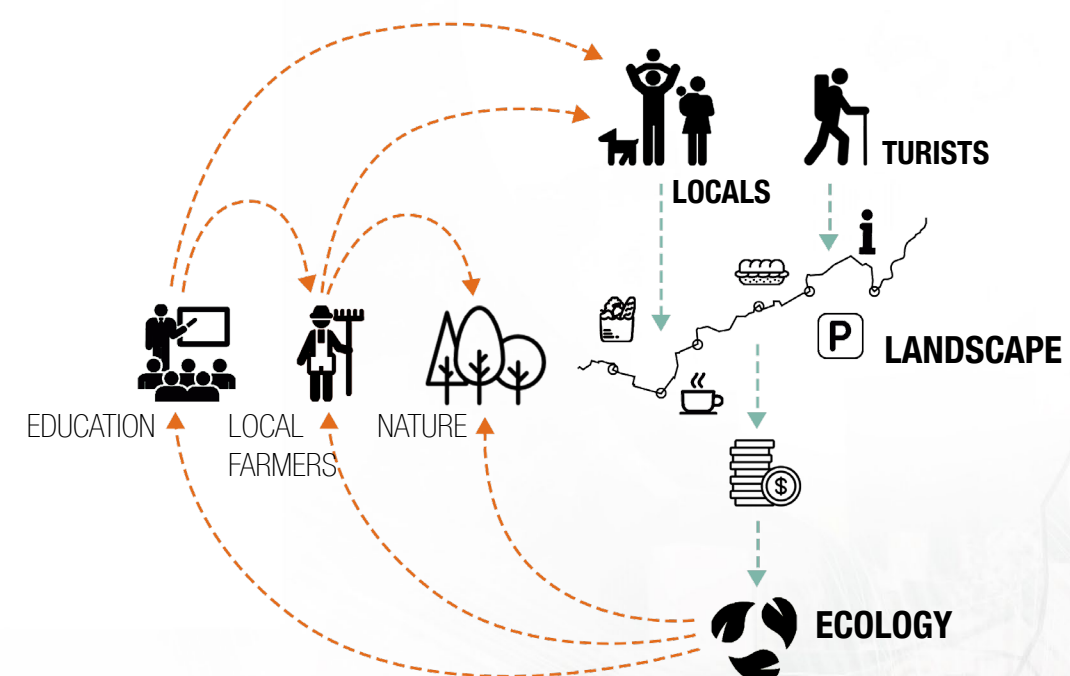 LOCALS
TURISTS
i
P
LANDSCAPE
EDUCATION
LOCAL
FARMERS
NATURE
$
ECOLOGY